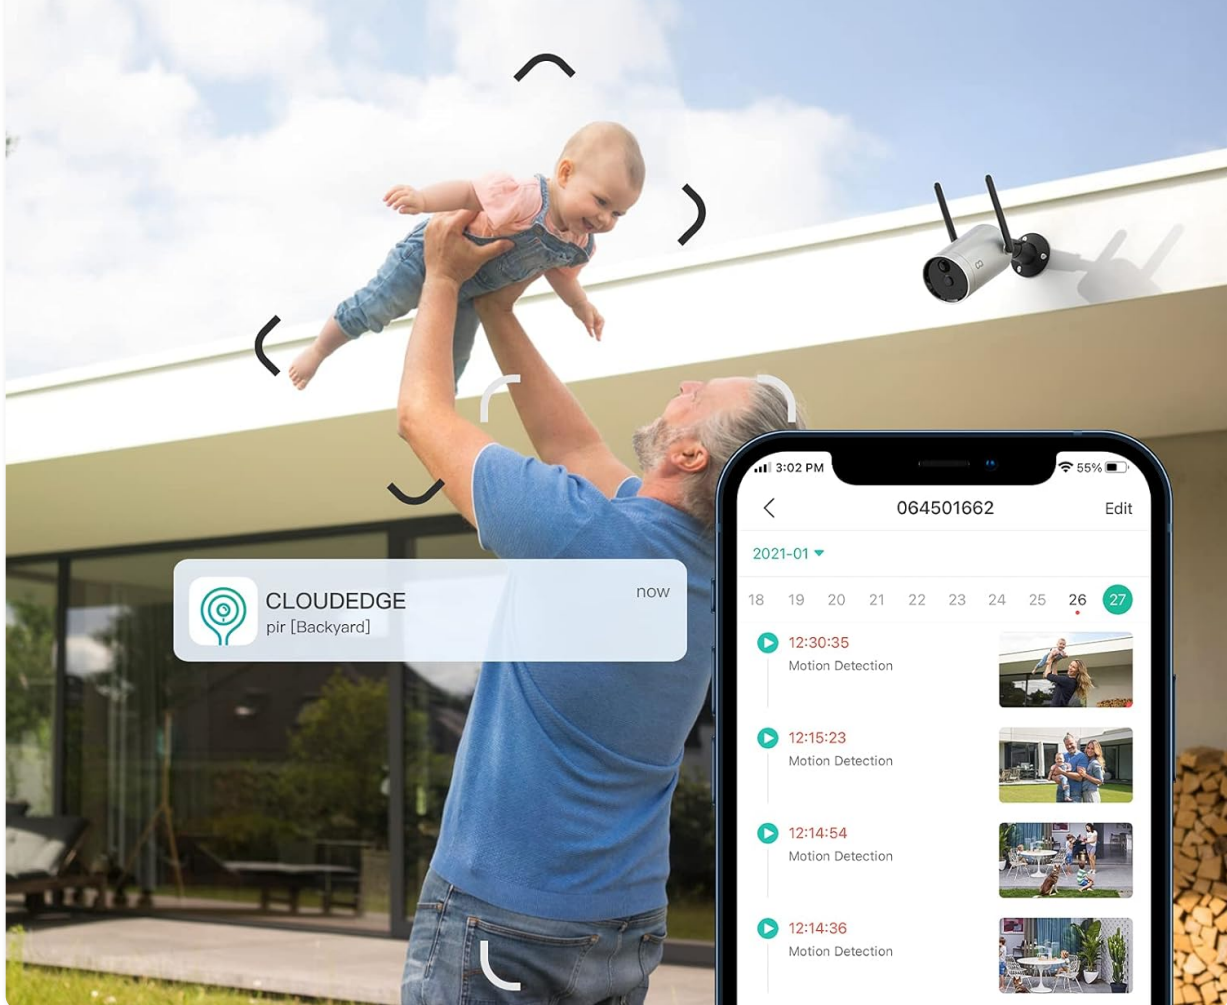 3:02 PM
55%
064501662
Edit
2021-01
18 19 20 21 22 23 24 25 26 27
CLOUDEDGE
now
pir [Backyard]
12:30:35
Motion Detection
12:15:23
Motion Detection
12:14:54
Motion Detection
12:14:36
Motion Detection